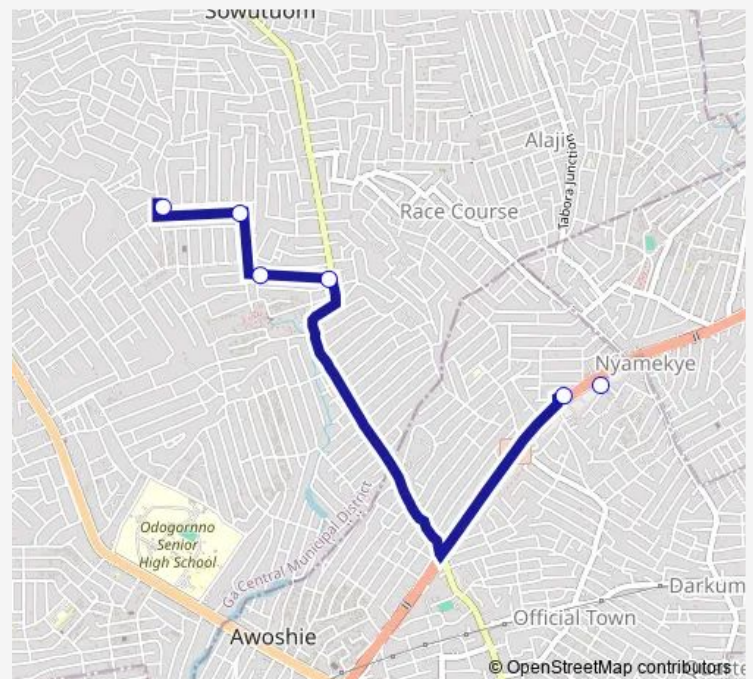 Sowutuom
Alaji
Tabora Junction
Race Course
Nyamekye
Odogornno
Senior
High School
Ga Central Municipal District
Darkum
Official Town
Awoshie
© OpenStreetMap contributors